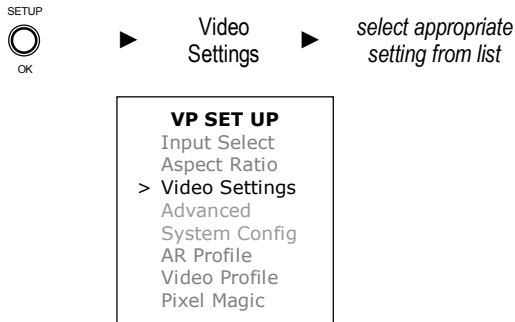 SETUP
OK
► Video Settings ► select appropriate setting from list
VP SET UP
Input Select
Aspect Ratio
> Video Settings
Advanced
System Config
AR Profile
Video Profile
Pixel Magic